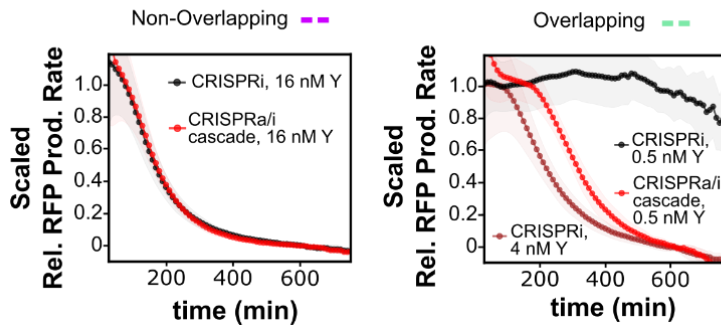 Non-Overlapping
Scaled
Rel. RFP Prod. Rate
1.0
0.8
0.6
0.4
0.2
0
CRISPRi, 16 nM Y
CRISPRa/i
cascade, 16 nM Y
200
400
600
time (min)
Overlapping
Scaled
Rel. RFP Prod. Rate
1.0
0.8
0.6
0.4
0.2
0
CRISPRi,
0.5 nM Y
CRISPRa/i
cascade,
0.5 nM Y
CRISPRi,
4 nM Y
200
400
600
time (min)